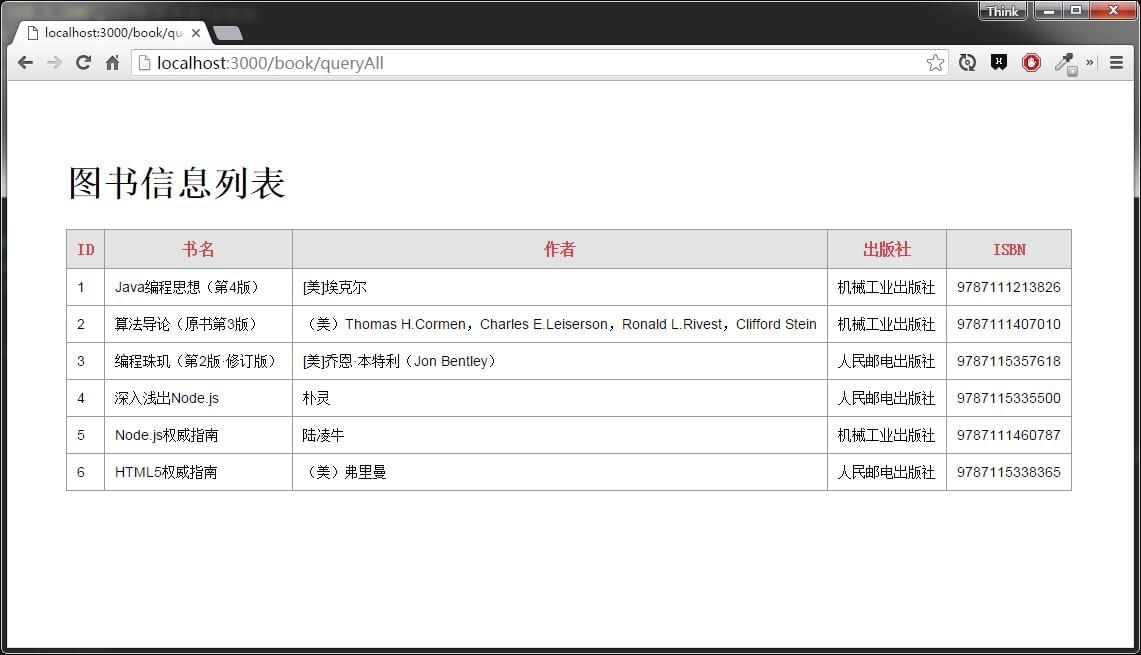 Think
localhost:3000/book/qu
localhost:3000/book/queryAll
图书信息列表
ID 书名 作者 出版社 ISBN
1 Java编程思想（第4版） [美]埃克尔 机械工业出版社 9787111213826
2 算法导论（原书第3版） （美）Thomas H.Cormen，Charles E.Leiserson，Ronald L.Rivest，Clifford Stein 机械工业出版社 9787111407010
3 编程珠玑（第2版·修订版） [美]乔恩·本特利（Jon Bentley） 人民邮电出版社 9787115357618
4 深入浅出Node.js 朴灵 人民邮电出版社 9787115335500
5 Node.js权威指南 陆凌牛 机械工业出版社 9787111460787
6 HTML5权威指南 （美）弗里曼 人民邮电出版社 9787115338365